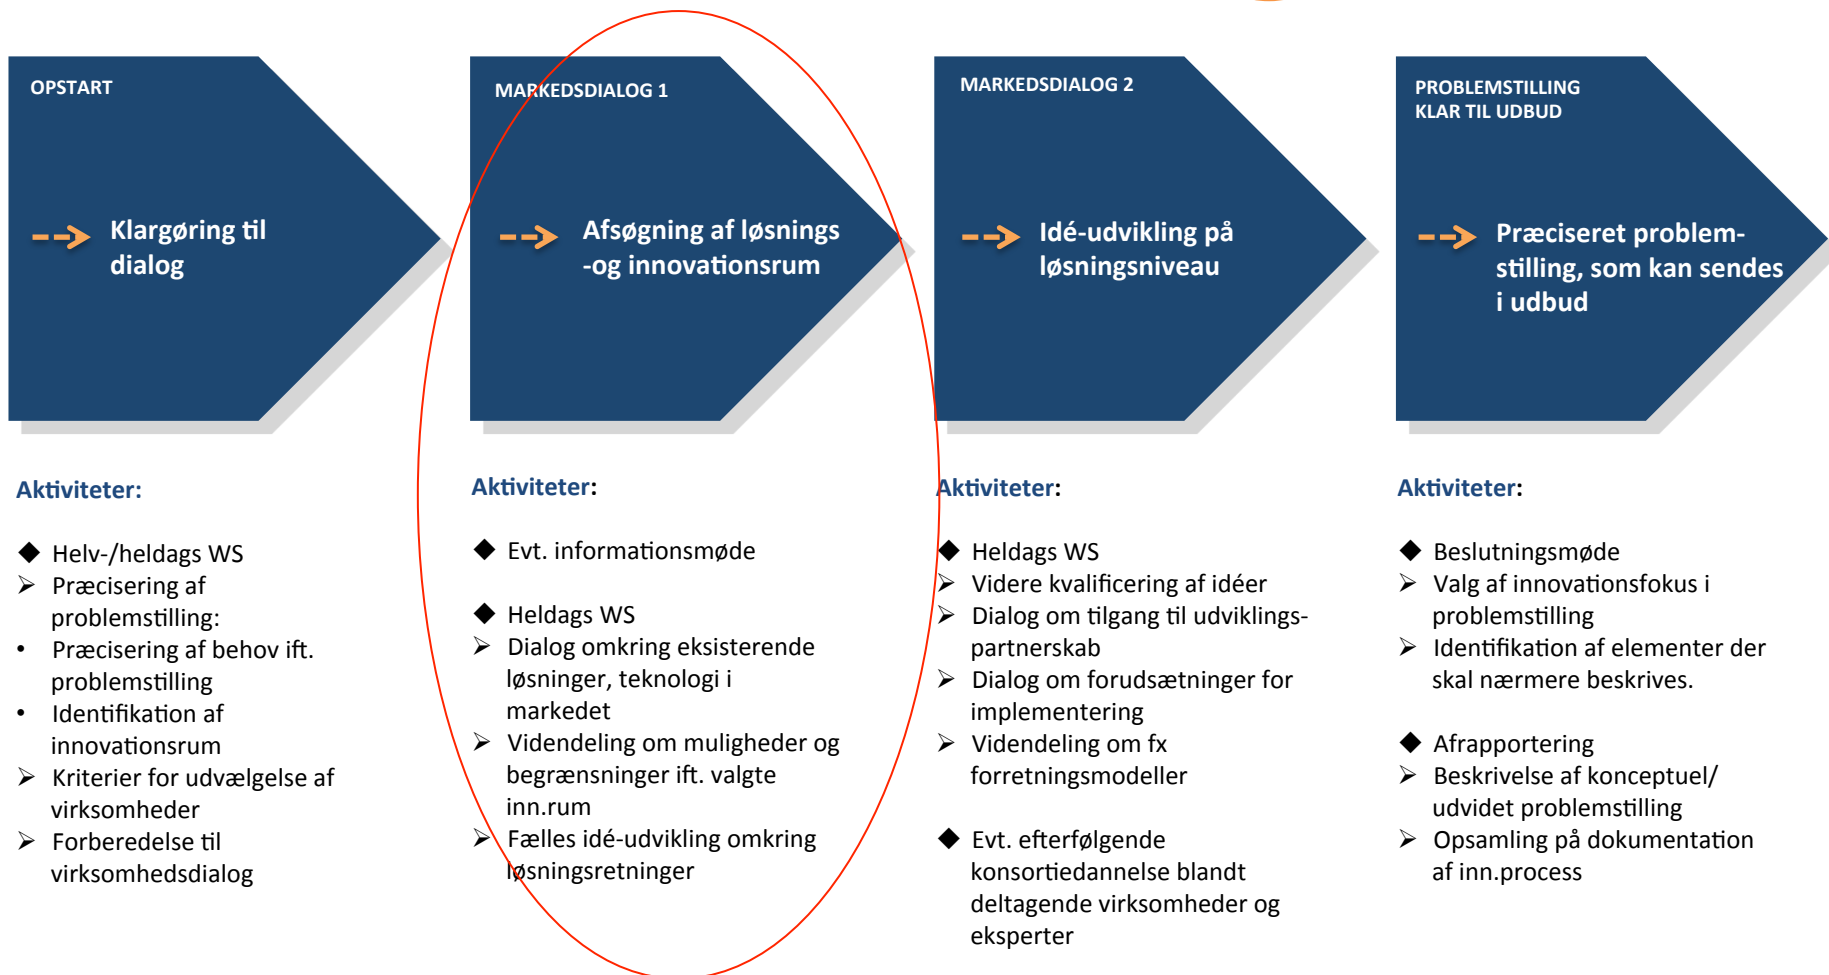 OPSTART
Klargøring til
dialog
Aktiviteter:
◆ Helv-/heldags WS
➢ Præcisering af
problemstilling:
• Præcisering af behov ift.
problemstilling
• Identifikation af
innovationsrum
➢ Kriterier for udvælgelse af
virksomheder
➢ Forberedelse til
virksomhedsdialog
MARKEDSDIALOG 1
Afsøgning af løsnings
-og innovationsrum
Aktiviteter:
◆ Evt. informationsmøde
◆ Heldags WS
➢ Dialog omkring eksisterende
løsninger, teknologi i
markedet
➢ Videndeling om muligheder og
begrænsninger ift. valgte
inn.rum
➢ Fælles idé-udvikling omkring
løsningsretninger
MARKEDSDIALOG 2
Idé-udvikling på
løsningsniveau
Aktiviteter:
◆ Heldags WS
➢ Videre kvalificering af idéer
➢ Dialog om tilgang til udviklings-
partnerskab
➢ Dialog om forudsætninger for
implementering
➢ Videndeling om fx
forretningsmodeller
◆ Evt. efterfølgende
konsortiedannelse blandt
deltagende virksomheder og
eksperter
PROBLEMSTILLING
KLAR TIL UDBUD
Præciseret problem-
stilling, som kan sendes
i udbud
Aktiviteter:
◆ Beslutningsmøde
➢ Valg af innovationsfokus i
problemstilling
➢ Identifikation af elementer der
skal nærmere beskrives.
◆ Afrapportering
➢ Beskrivelse af konceptuel/
udvidet problemstilling
➢ Opsamling på dokumentation
af inn.process